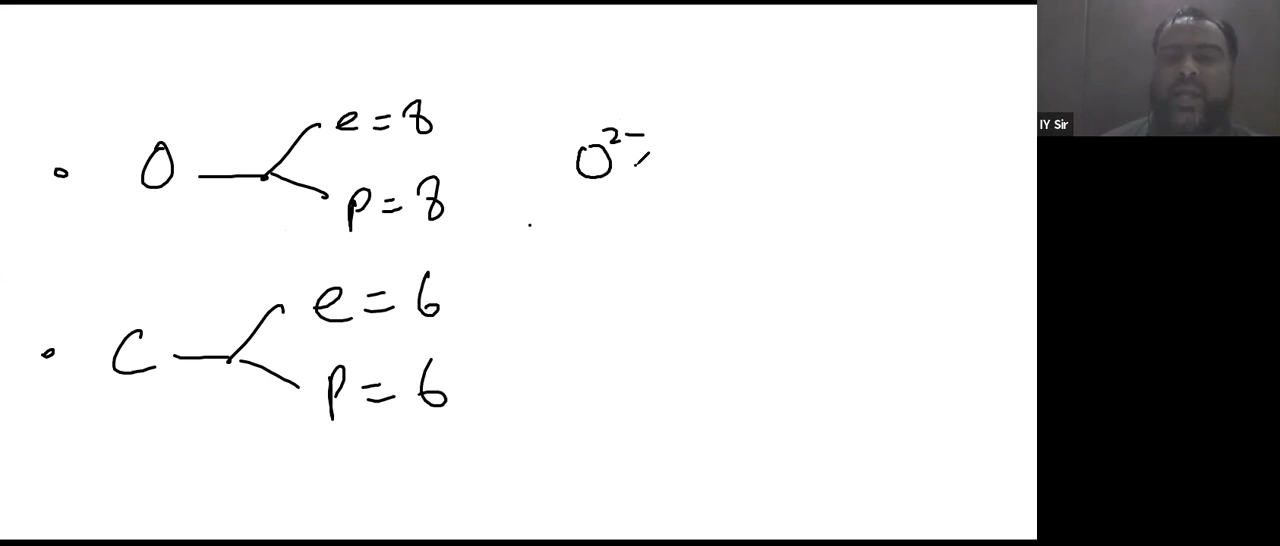 e = 8
O
p = 8
O²⁻
e = 6
C
p = 6
IY Sir